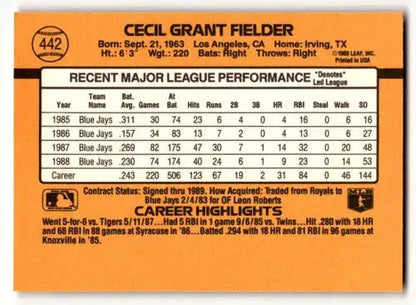 442
CECIL GRANT FIELDER
Born: Sept. 21, 1963 Los Angeles, CA Home: Irving, TX
Ht.: 6'3" Wgt.: 220 Bats: Right Throws: Right
©1988 LEAF, INC.
Printed in USA
RECENT MAJOR LEAGUE PERFORMANCE *Denotes Led League
Year Team Name Bat. Avg. Games At Bat Hits Runs 2B 3B HR RBI Steal Walk SO
1985 Blue Jays .311 30 74 23 6 4 0 4 16 0 6 16
1986 Blue Jays .157 34 83 13 7 2 0 4 13 0 6 27
1987 Blue Jays .269 82 175 47 30 7 1 14 32 0 20 48
1988 Blue Jays .230 74 174 40 24 6 1 9 23 0 14 53
Career .243 220 506 123 67 19 2 31 84 0 46 144
Contract Status: Signed thru 1989. How Acquired: Traded from Royals to
Blue Jays 2/4/83 for OF Leon Roberts
CAREER HIGHLIGHTS
MLB
Went 5-for-6 vs. Tigers 5/11/87...Had 5 RBI in 1 game 9/6/85 vs. Twins...Hit .280 with 18 HR
and 68 RBI in 88 games at Syracuse in '86...Batted .294 with 18 HR and 81 RBI in 96 games at
Knoxville in '85.